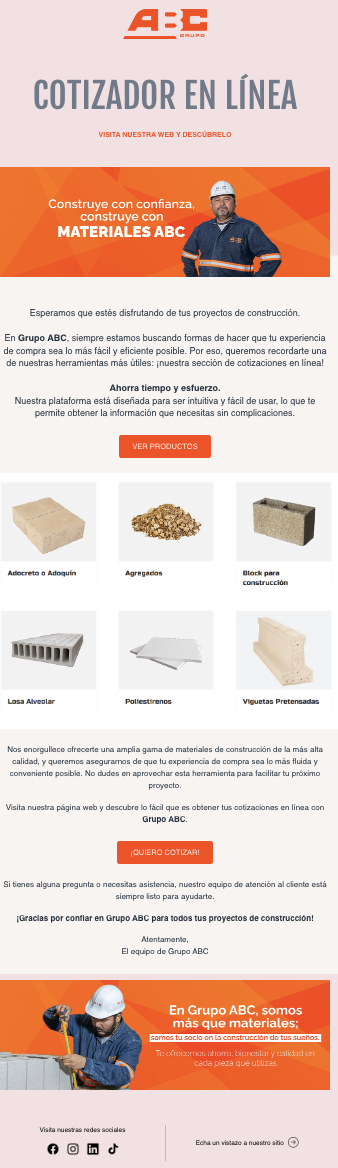 ABC
GRUPO
COTIZADOR EN LÍNEA
VISITA NUESTRA WEB Y DESCÚBRELO
Construye con confianza,
construye con
MATERIALES ABC
Esperamos que estés disfrutando de tus proyectos de construcción.
En Grupo ABC, siempre estamos buscando formas de hacer que tu experiencia
de compra sea lo más fácil y eficiente posible. Por eso, queremos recordarte una
de nuestras herramientas más útiles: ¡nuestra sección de cotizaciones en línea!
Ahorra tiempo y esfuerzo.
Nuestra plataforma está diseñada para ser intuitiva y fácil de usar, lo que te
permite obtener la información que necesitas sin complicaciones.
VER PRODUCTOS
Adocreto o Adoquín
Agregados
Block para
construcción
Losa Alveolar
Poliestirenos
Viguetas Pretensadas
Nos enorgullece ofrecerte una amplia gama de materiales de construcción de la más alta
calidad, y queremos asegurarnos de que tu experiencia de compra sea lo más fluida y
conveniente posible. No dudes en aprovechar esta herramienta para facilitar tu próximo
proyecto.
Visita nuestra página web y descubre lo fácil que es obtener tus cotizaciones en línea con
Grupo ABC.
¡QUIERO COTIZAR!
Si tienes alguna pregunta o necesitas asistencia, nuestro equipo de atención al cliente está
siempre listo para ayudarte.
¡Gracias por confiar en Grupo ABC para todos tus proyectos de construcción!
Atentamente,
El equipo de Grupo ABC
En Grupo ABC, somos
más que materiales;
somos tu socio en la construcción de tus sueños.
Te ofrecemos ahorro, bienestar y calidad en
cada pieza que utilizas.
Visita nuestras redes sociales
Echa un vistazo a nuestro sitio